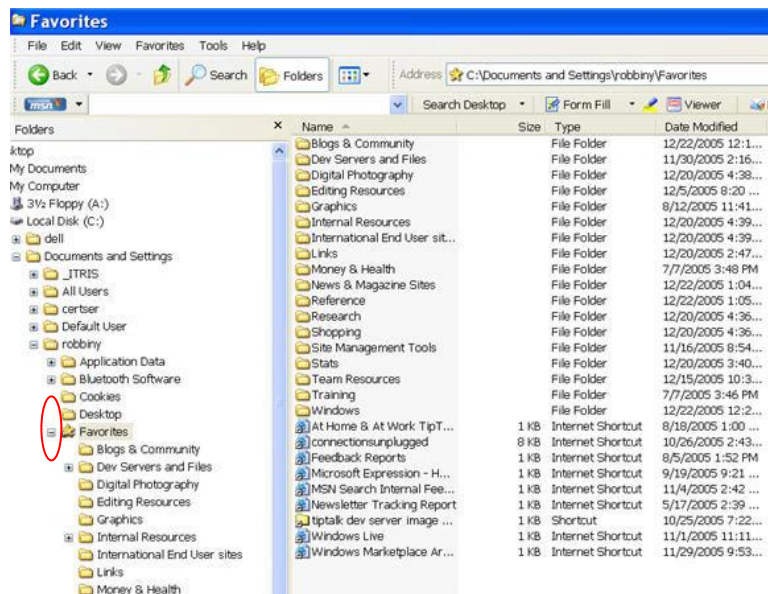 Favorites
File Edit View Favorites Tools Help
Back Search Folders Address C:\Documents and Settings\robbiny\Favorites
msn Search Desktop Form Fill Viewer
Folders x Name Size Type Date Modified
ktop
My Documents
My Computer
3½ Floppy (A:)
Local Disk (C:)
dell
Documents and Settings
_ITRIS
All Users
certser
Default User
robbiny
Application Data
Bluetooth Software
Cookies
Desktop
Favorites
Blogs & Community
Dev Servers and Files
Digital Photography
Editing Resources
Graphics
Internal Resources
International End User sites
Links
Money & Health
Blogs & Community File Folder 12/22/2005 12:1...
Dev Servers and Files File Folder 11/30/2005 2:16...
Digital Photography File Folder 12/20/2005 4:38...
Editing Resources File Folder 12/5/2005 8:20 ...
Graphics File Folder 8/12/2005 11:41...
Internal Resources File Folder 12/20/2005 4:39...
International End User sit... File Folder 12/20/2005 4:39...
Links File Folder 12/20/2005 2:47...
Money & Health File Folder 7/7/2005 3:48 PM
News & Magazine Sites File Folder 12/22/2005 1:04...
Reference File Folder 12/22/2005 1:05...
Research File Folder 12/20/2005 4:36...
Shopping File Folder 12/20/2005 4:36...
Site Management Tools File Folder 11/16/2005 8:54...
Stats File Folder 12/20/2005 3:40...
Team Resources File Folder 12/15/2005 10:3...
Training File Folder 7/7/2005 3:46 PM
Windows File Folder 12/22/2005 12:2...
At Home & At Work TipT... 1 KB Internet Shortcut 8/18/2005 1:00 ...
connectionsunplugged 8 KB Internet Shortcut 10/26/2005 2:43...
Feedback Reports 1 KB Internet Shortcut 8/5/2005 1:52 PM
Microsoft Expression - H... 1 KB Internet Shortcut 9/19/2005 9:21 ...
MSN Search Internal Fee... 1 KB Internet Shortcut 11/4/2005 2:42 ...
Newsletter Tracking Report 1 KB Internet Shortcut 5/17/2005 2:39 ...
tiptalk dev server image ... 1 KB Shortcut 10/25/2005 7:22...
Windows Live 1 KB Internet Shortcut 11/1/2005 11:11...
Windows Marketplace Ar... 1 KB Internet Shortcut 11/29/2005 9:53...